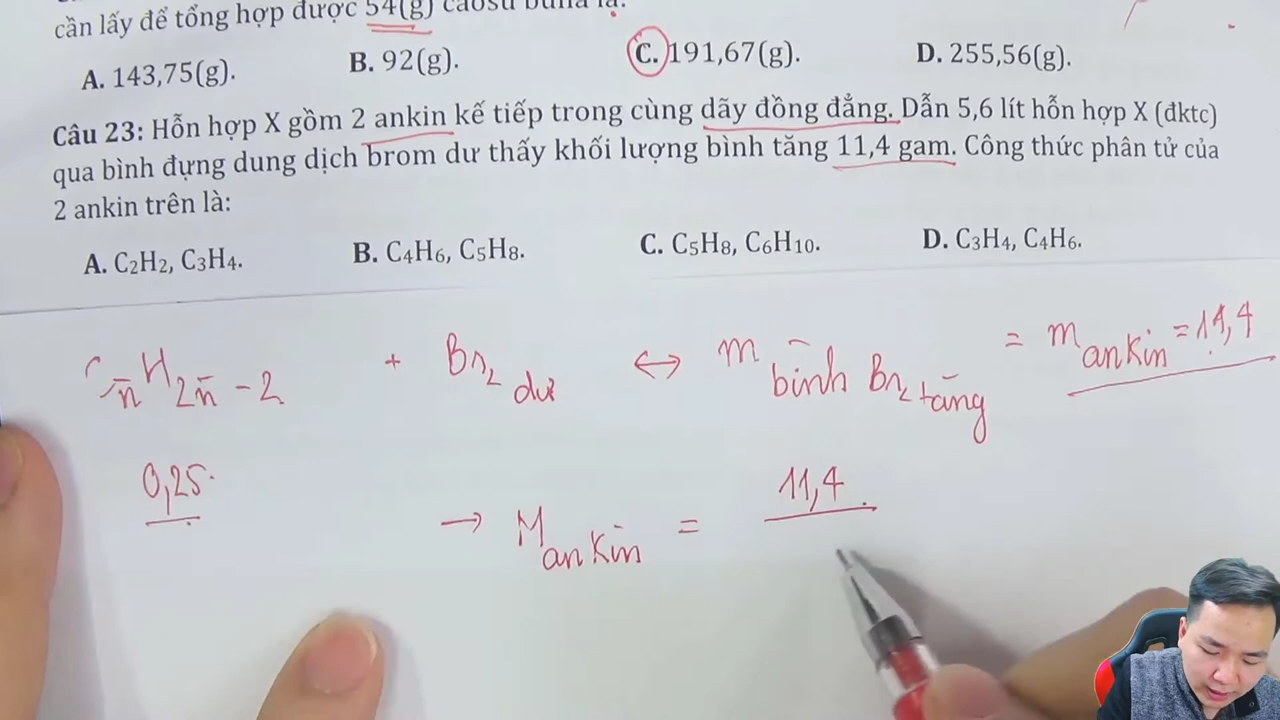 cần lấy để tổng hợp được 54(g) caosu buna là:
A. 143,75(g). B. 92(g). C. 191,67(g). D. 255,56(g).
Câu 23: Hỗn hợp X gồm 2 ankin kế tiếp trong cùng dãy đồng đẳng. Dẫn 5,6 lít hỗn hợp X (đktc)
qua bình đựng dung dịch brom dư thấy khối lượng bình tăng 11,4 gam. Công thức phân tử của
2 ankin trên là:
A. C₂H₂, C₃H₄. B. C₄H₆, C₅H₈. C. C₅H₈, C₆H₁₀. D. C₃H₄, C₄H₆.
C n̄ H 2n̄ - 2 + Br₂ dư ↔ m bình Br₂ tăng = m ankin = 11,4
0,25
→ M ankin = 11,4